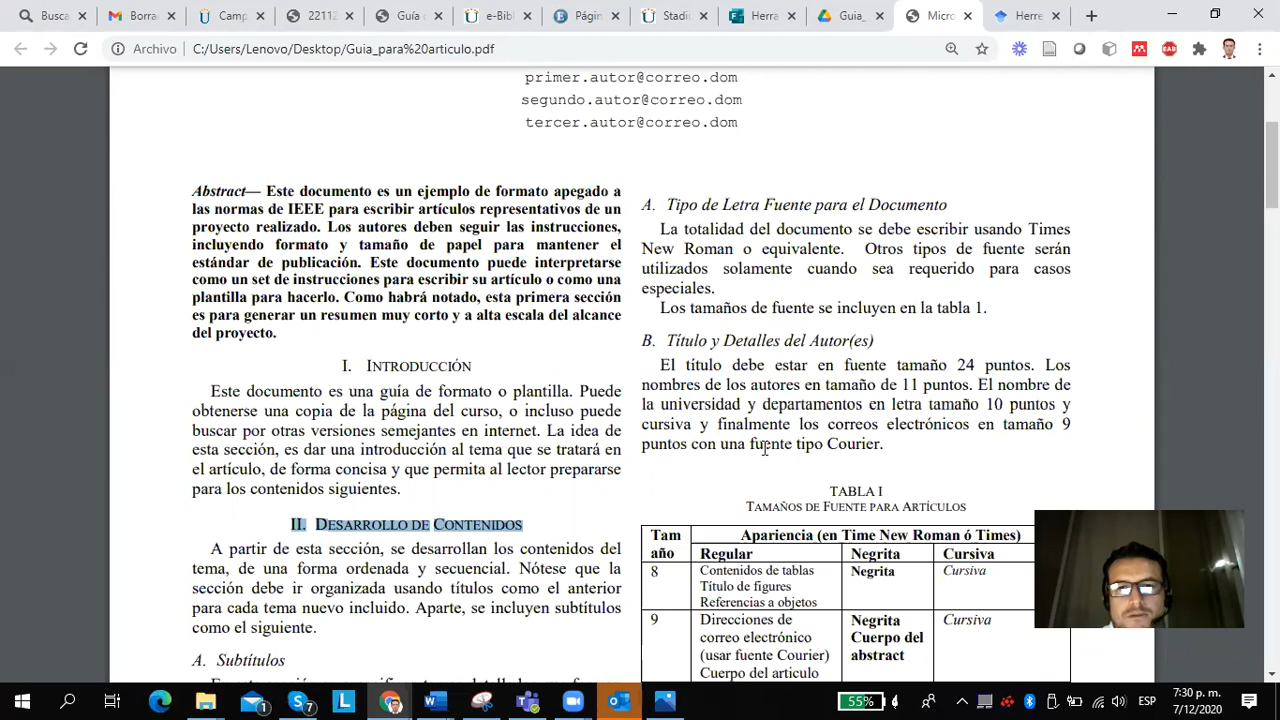 Busca
Borra
Camp
22112
Guía d
e-Bibl
Págin
Stadi
Herra
Guia_
Micro
Herre
Archivo
C:/Users/Lenovo/Desktop/Guia_para%20articulo.pdf
EAB
primer.autor@correo.dom
segundo.autor@correo.dom
tercer.autor@correo.dom
Abstract— Este documento es un ejemplo de formato apegado a
las normas de IEEE para escribir artículos representativos de un
proyecto realizado. Los autores deben seguir las instrucciones,
incluyendo formato y tamaño de papel para mantener el
estándar de publicación. Este documento puede interpretarse
como un set de instrucciones para escribir su artículo o como una
plantilla para hacerlo. Como habrá notado, esta primera sección
es para generar un resumen muy corto y a alta escala del alcance
del proyecto.
I. INTRODUCCIÓN
Este documento es una guía de formato o plantilla. Puede
obtenerse una copia de la página del curso, o incluso puede
buscar por otras versiones semejantes en internet. La idea de
esta sección, es dar una introducción al tema que se tratará en
el artículo, de forma concisa y que permita al lector prepararse
para los contenidos siguientes.
II. DESARROLLO DE CONTENIDOS
A partir de esta sección, se desarrollan los contenidos del
tema, de una forma ordenada y secuencial. Nótese que la
sección debe ir organizada usando títulos como el anterior
para cada tema nuevo incluido. Aparte, se incluyen subtítulos
como el siguiente.
A. Subtítulos
A. Tipo de Letra Fuente para el Documento
La totalidad del documento se debe escribir usando Times
New Roman o equivalente. Otros tipos de fuente serán
utilizados solamente cuando sea requerido para casos
especiales.
Los tamaños de fuente se incluyen en la tabla 1.
B. Título y Detalles del Autor(es)
El título debe estar en fuente tamaño 24 puntos. Los
nombres de los autores en tamaño de 11 puntos. El nombre de
la universidad y departamentos en letra tamaño 10 puntos y
cursiva y finalmente los correos electrónicos en tamaño 9
puntos con una fuente tipo Courier.
TABLA I
TAMAÑOS DE FUENTE PARA ARTÍCULOS
Tam
año
Apariencia (en Time New Roman ó Times)
Regular
Negrita
Cursiva
8
Contenidos de tablas
Título de figures
Referencias a objetos
Negrita
Cursiva
9
Direcciones de
correo electrónico
(usar fuente Courier)
Cuerpo del articulo
Negrita
Cuerpo del
abstract
Cursiva
55%
ESP
7:30 p. m.
7/12/2020